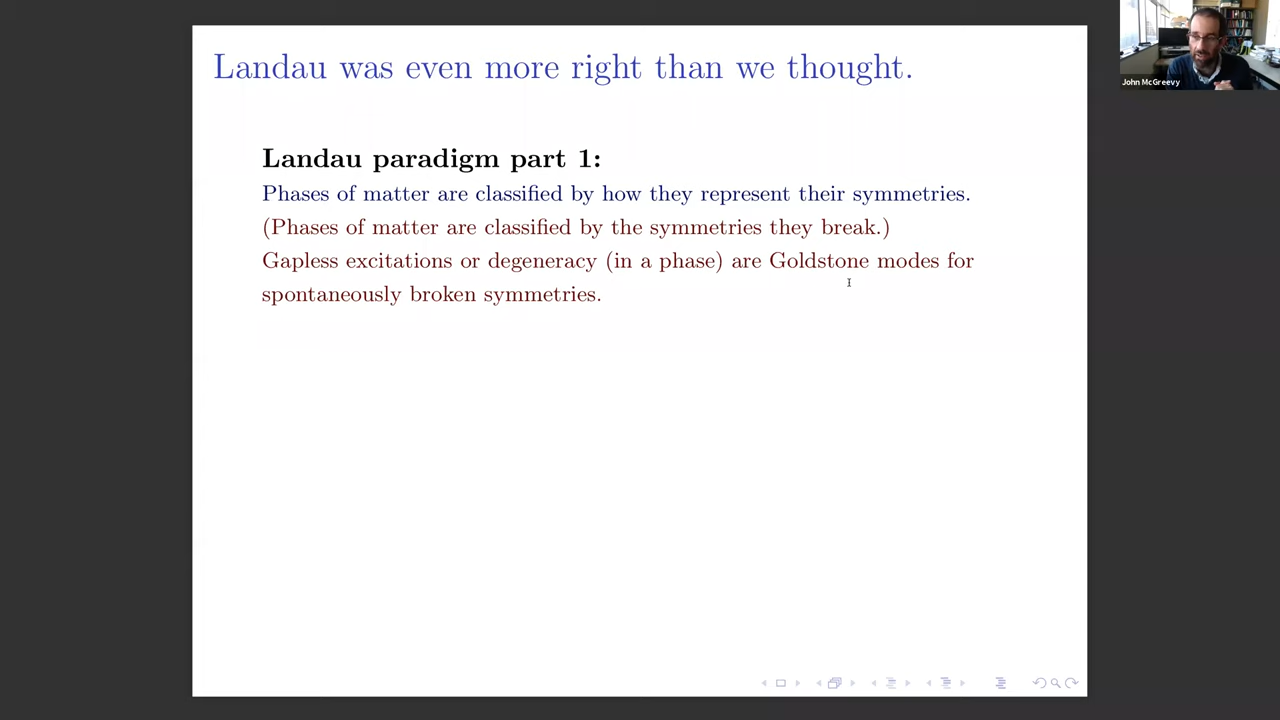 Landau was even more right than we thought.
John McGreevy
Landau paradigm part 1:
Phases of matter are classified by how they represent their symmetries.
(Phases of matter are classified by the symmetries they break.)
Gapless excitations or degeneracy (in a phase) are Goldstone modes for
spontaneously broken symmetries.